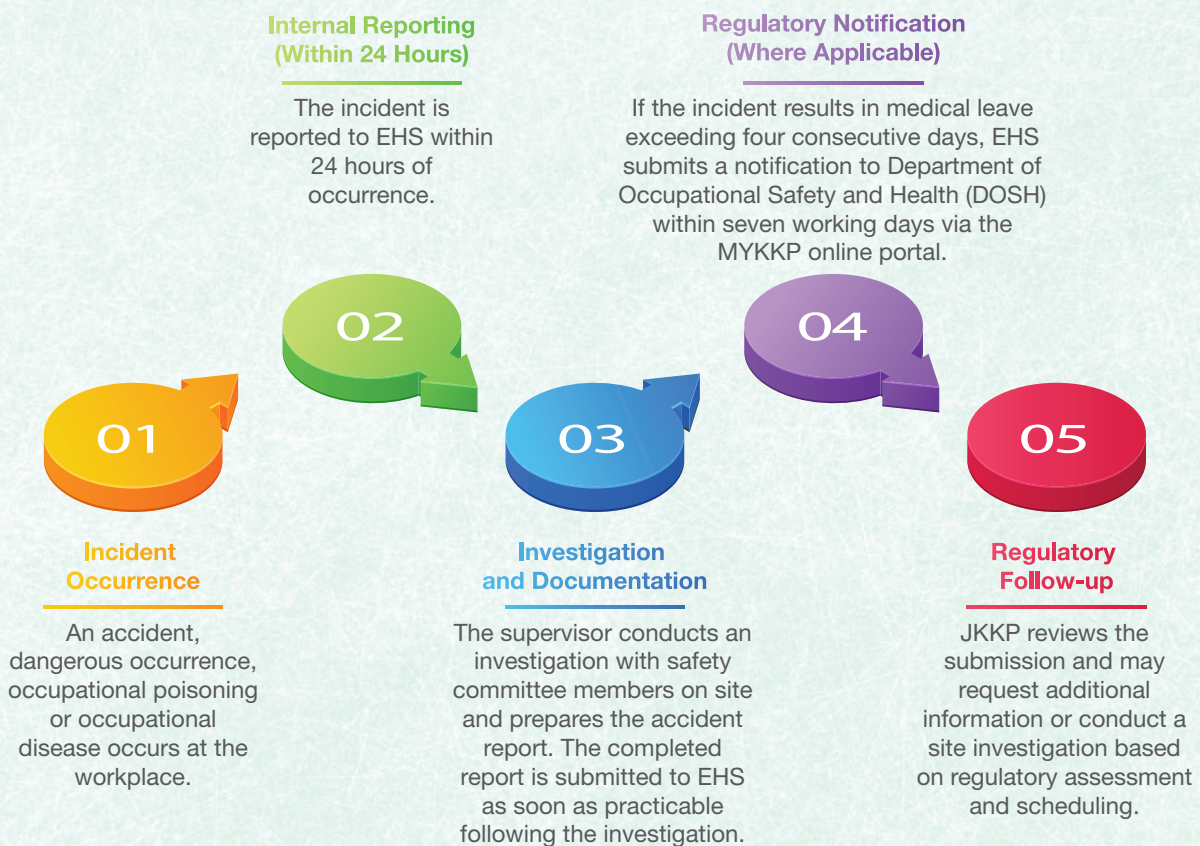 01
Incident
Occurrence
An accident,
dangerous occurrence,
occupational poisoning
or occupational
disease occurs at the
workplace.
Internal Reporting
(Within 24 Hours)
The incident is
reported to EHS within
24 hours of
occurrence.
02
03
Investigation
and Documentation
The supervisor conducts an
investigation with safety
committee members on site
and prepares the accident
report. The completed
report is submitted to EHS
as soon as practicable
following the investigation.
Regulatory Notification
(Where Applicable)
If the incident results in medical leave
exceeding four consecutive days, EHS
submits a notification to Department of
Occupational Safety and Health (DOSH)
within seven working days via the
MYKKP online portal.
04
05
Regulatory
Follow-up
JKKP reviews the
submission and may
request additional
information or conduct a
site investigation based
on regulatory assessment
and scheduling.